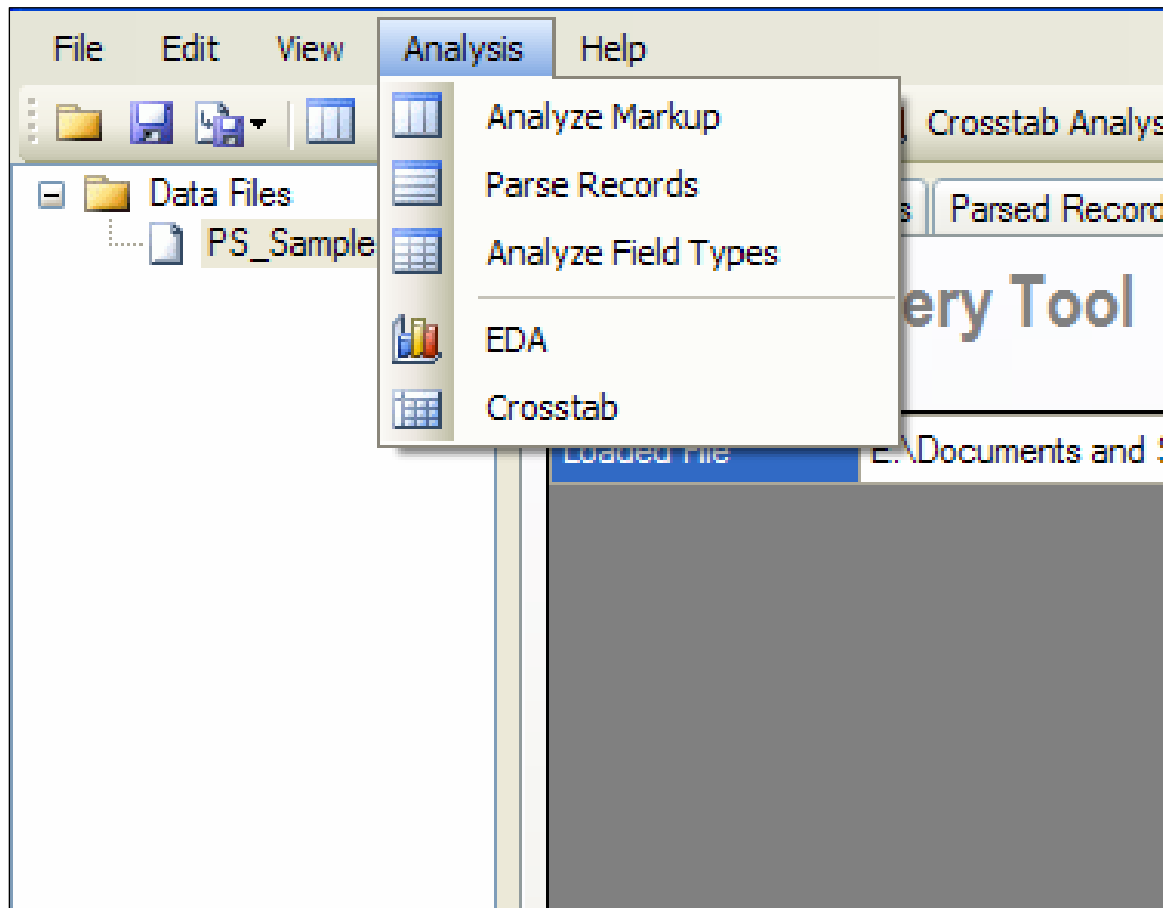 File Edit View Analysis Help
Analyze Markup
Parse Records
Analyze Field Types
EDA
Crosstab
Crosstab Analys
Data Files
PS_Sample
s Parsed Record
ery Tool
Loaded File E:\Documents and S